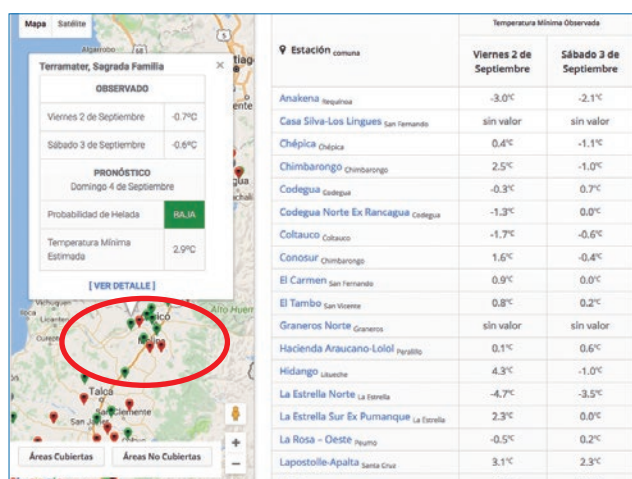 Mapa Satélite
Algarrobo
Terramater, Sagrada Familia
OBSERVADO
Viernes 2 de Septiembre -0.7ºC
Sábado 3 de Septiembre -0.6ºC
PRONÓSTICO
Domingo 4 de Septiembre
Probabilidad de Helada BAJA
Temperatura Mínima Estimada 2.9ºC
[ VER DETALLE ]
Vichuquen
Licanten
Alto Huem
Molina
Talca
San Clemente
San Javier
Áreas Cubiertas Áreas No Cubiertas
Temperatura Mínima Observada
Estación comuna Viernes 2 de Septiembre Sábado 3 de Septiembre
Anakena Requinoa -3.0ºC -2.1ºC
Casa Silva-Los Lingues San Fernando sin valor sin valor
Chépica Chépica 0.4ºC -1.1ºC
Chimbarongo Chimbarongo 2.5ºC -1.0ºC
Codegua Codegua -0.3ºC 0.7ºC
Codegua Norte Ex Rancagua Codegua -1.3ºC 0.0ºC
Coltauco Coltauco -1.7ºC -0.6ºC
Conosur Chimbarongo 1.6ºC -0.4ºC
El Carmen San Fernando 0.9ºC 0.0ºC
El Tambo San Vicente 0.8ºC 0.2ºC
Graneros Norte Graneros sin valor sin valor
Hacienda Araucano-Lolol Peralillo 0.1ºC 0.6ºC
Hidango Litueche 4.3ºC -1.0ºC
La Estrella Norte La Estrella -4.7ºC -3.5ºC
La Estrella Sur Ex Pumanque La Estrella 2.3ºC 0.0ºC
La Rosa – Oeste Peumo -0.5ºC 0.2ºC
Lapostolle-Apalta Santa Cruz 3.1ºC 2.3ºC